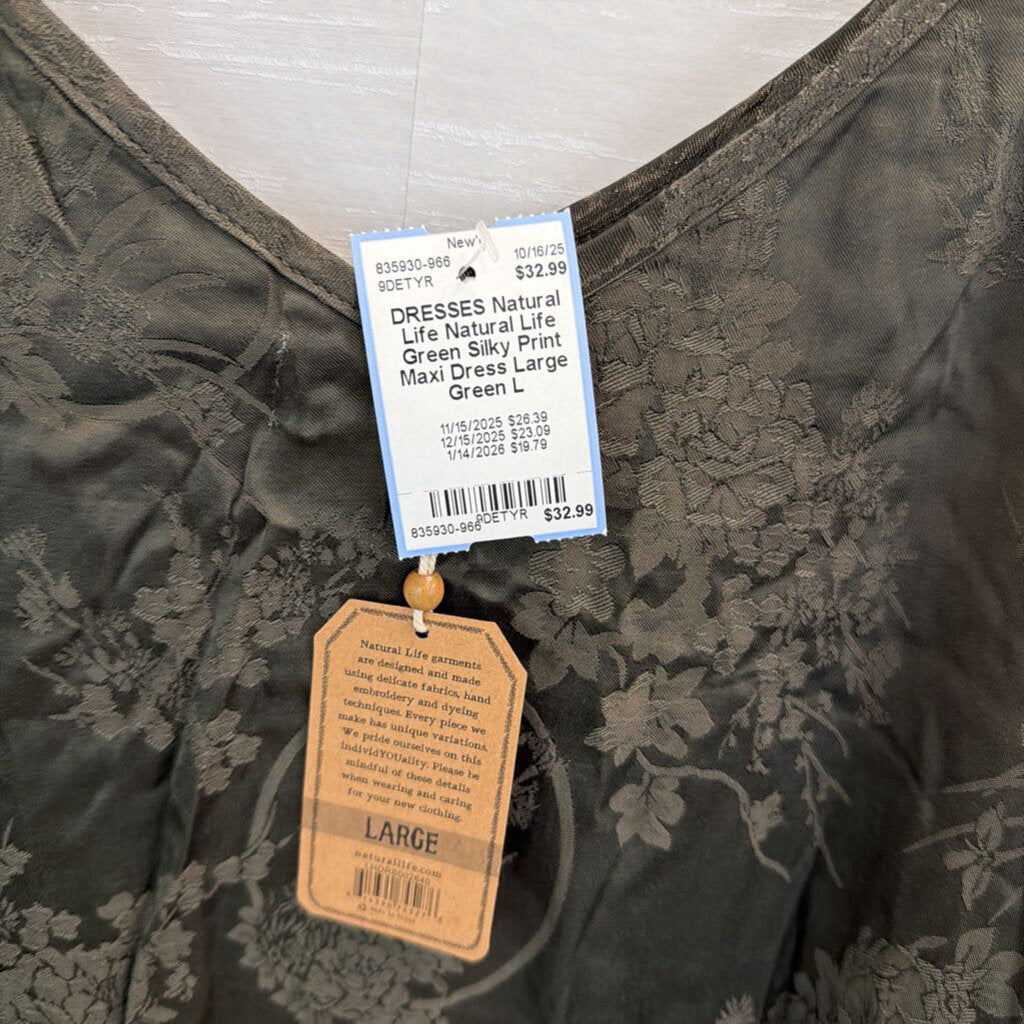 New
10/16/25
835930-966
$32.99
9DETYR
DRESSES Natural
Life Natural Life
Green Silky Print
Maxi Dress Large
Green L
11/15/2025 $26.39
12/15/2025 $23.09
1/14/2026 $19.79
835930-966
9DETYR
$32.99
Natural Life garments
are designed and made
using delicate fabrics, hand
embroidery and dyeing
techniques. Every piece we
make has unique variations.
We pride ourselves on this
individYOUality. Please be
mindful of these details
when wearing and caring
for your new clothing.
LARGE
naturallife.com